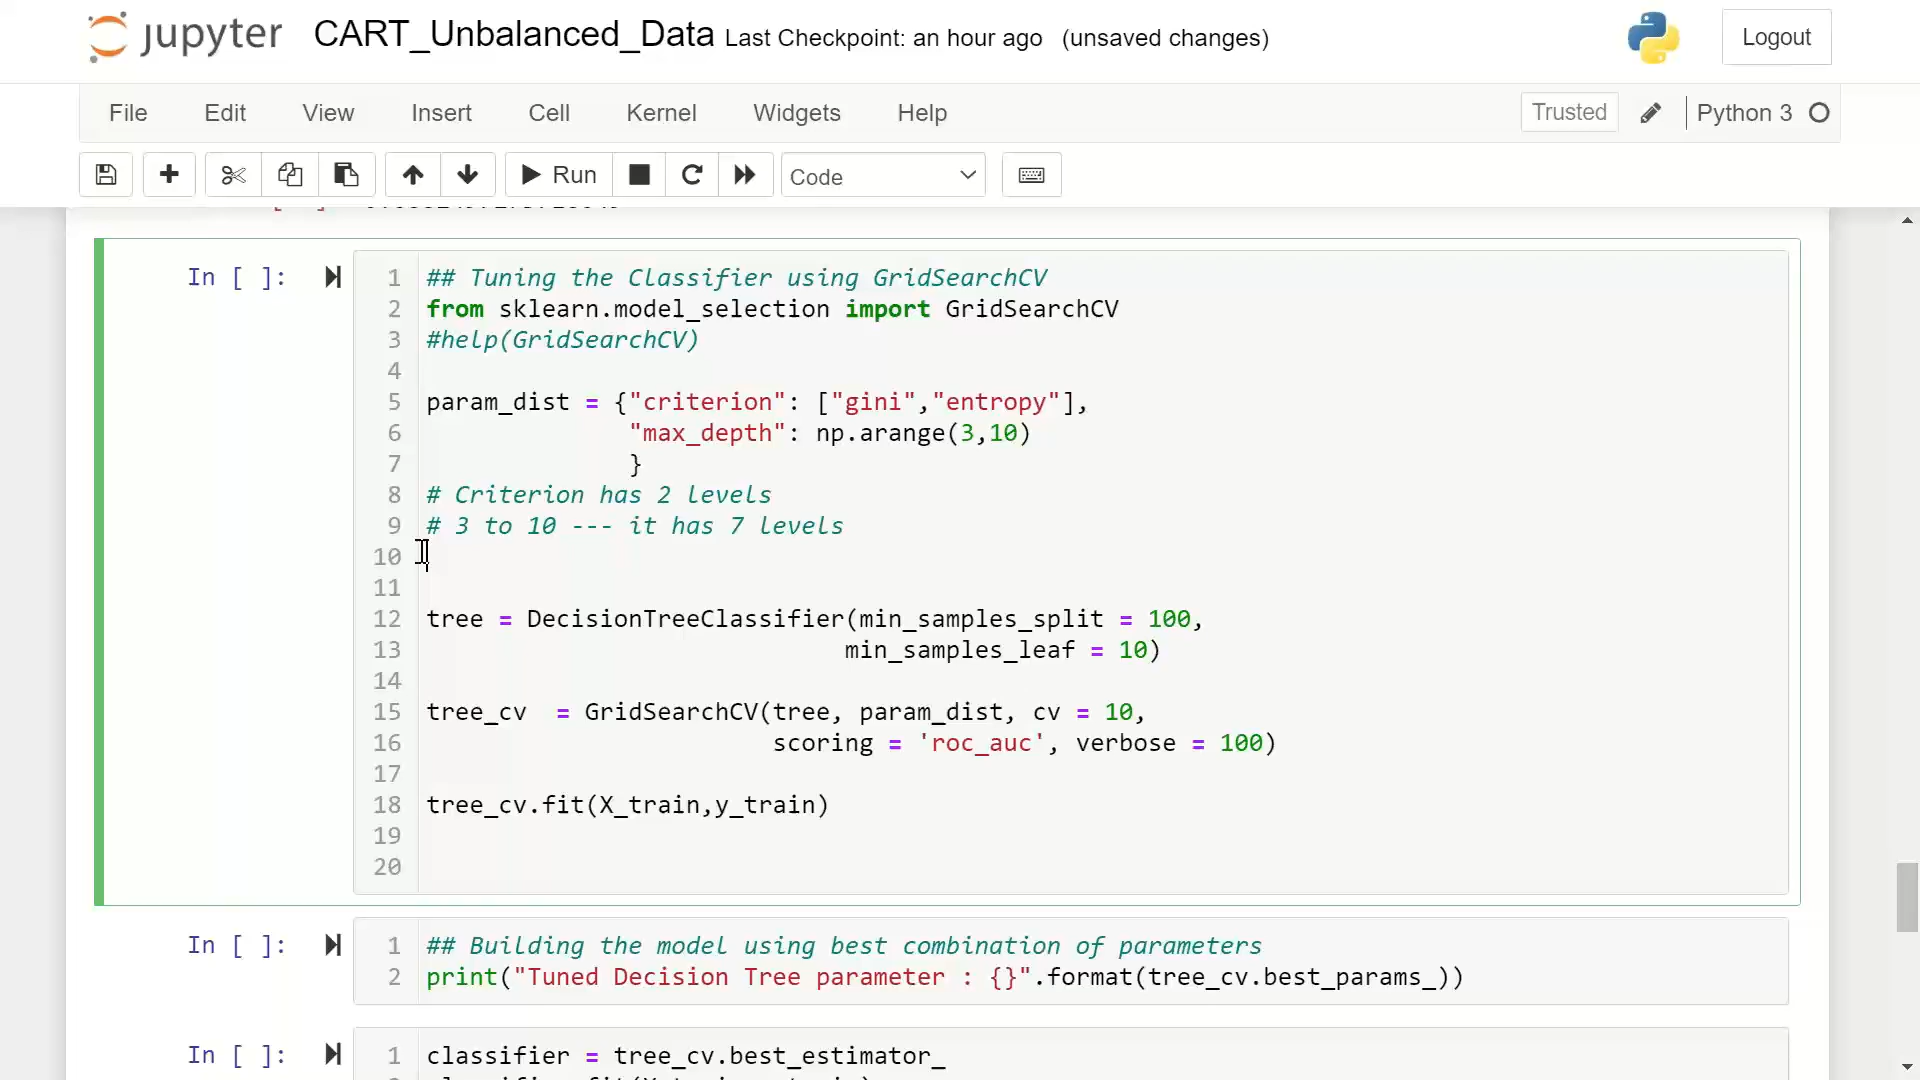 jupyter CART_Unbalanced_Data Last Checkpoint: an hour ago (unsaved changes) Logout
File Edit View Insert Cell Kernel Widgets Help Trusted Python 3
Run Code
In [ ]:
1 ## Tuning the Classifier using GridSearchCV
2 from sklearn.model_selection import GridSearchCV
3 #help(GridSearchCV)
4
5 param_dist = {"criterion": ["gini","entropy"],
6 "max_depth": np.arange(3,10)
7 }
8 # Criterion has 2 levels
9 # 3 to 10 --- it has 7 levels
10
11
12 tree = DecisionTreeClassifier(min_samples_split = 100,
13 min_samples_leaf = 10)
14
15 tree_cv = GridSearchCV(tree, param_dist, cv = 10,
16 scoring = 'roc_auc', verbose = 100)
17
18 tree_cv.fit(X_train,y_train)
19
20
In [ ]:
1 ## Building the model using best combination of parameters
2 print("Tuned Decision Tree parameter : {}".format(tree_cv.best_params_))
In [ ]:
1 classifier = tree_cv.best_estimator_